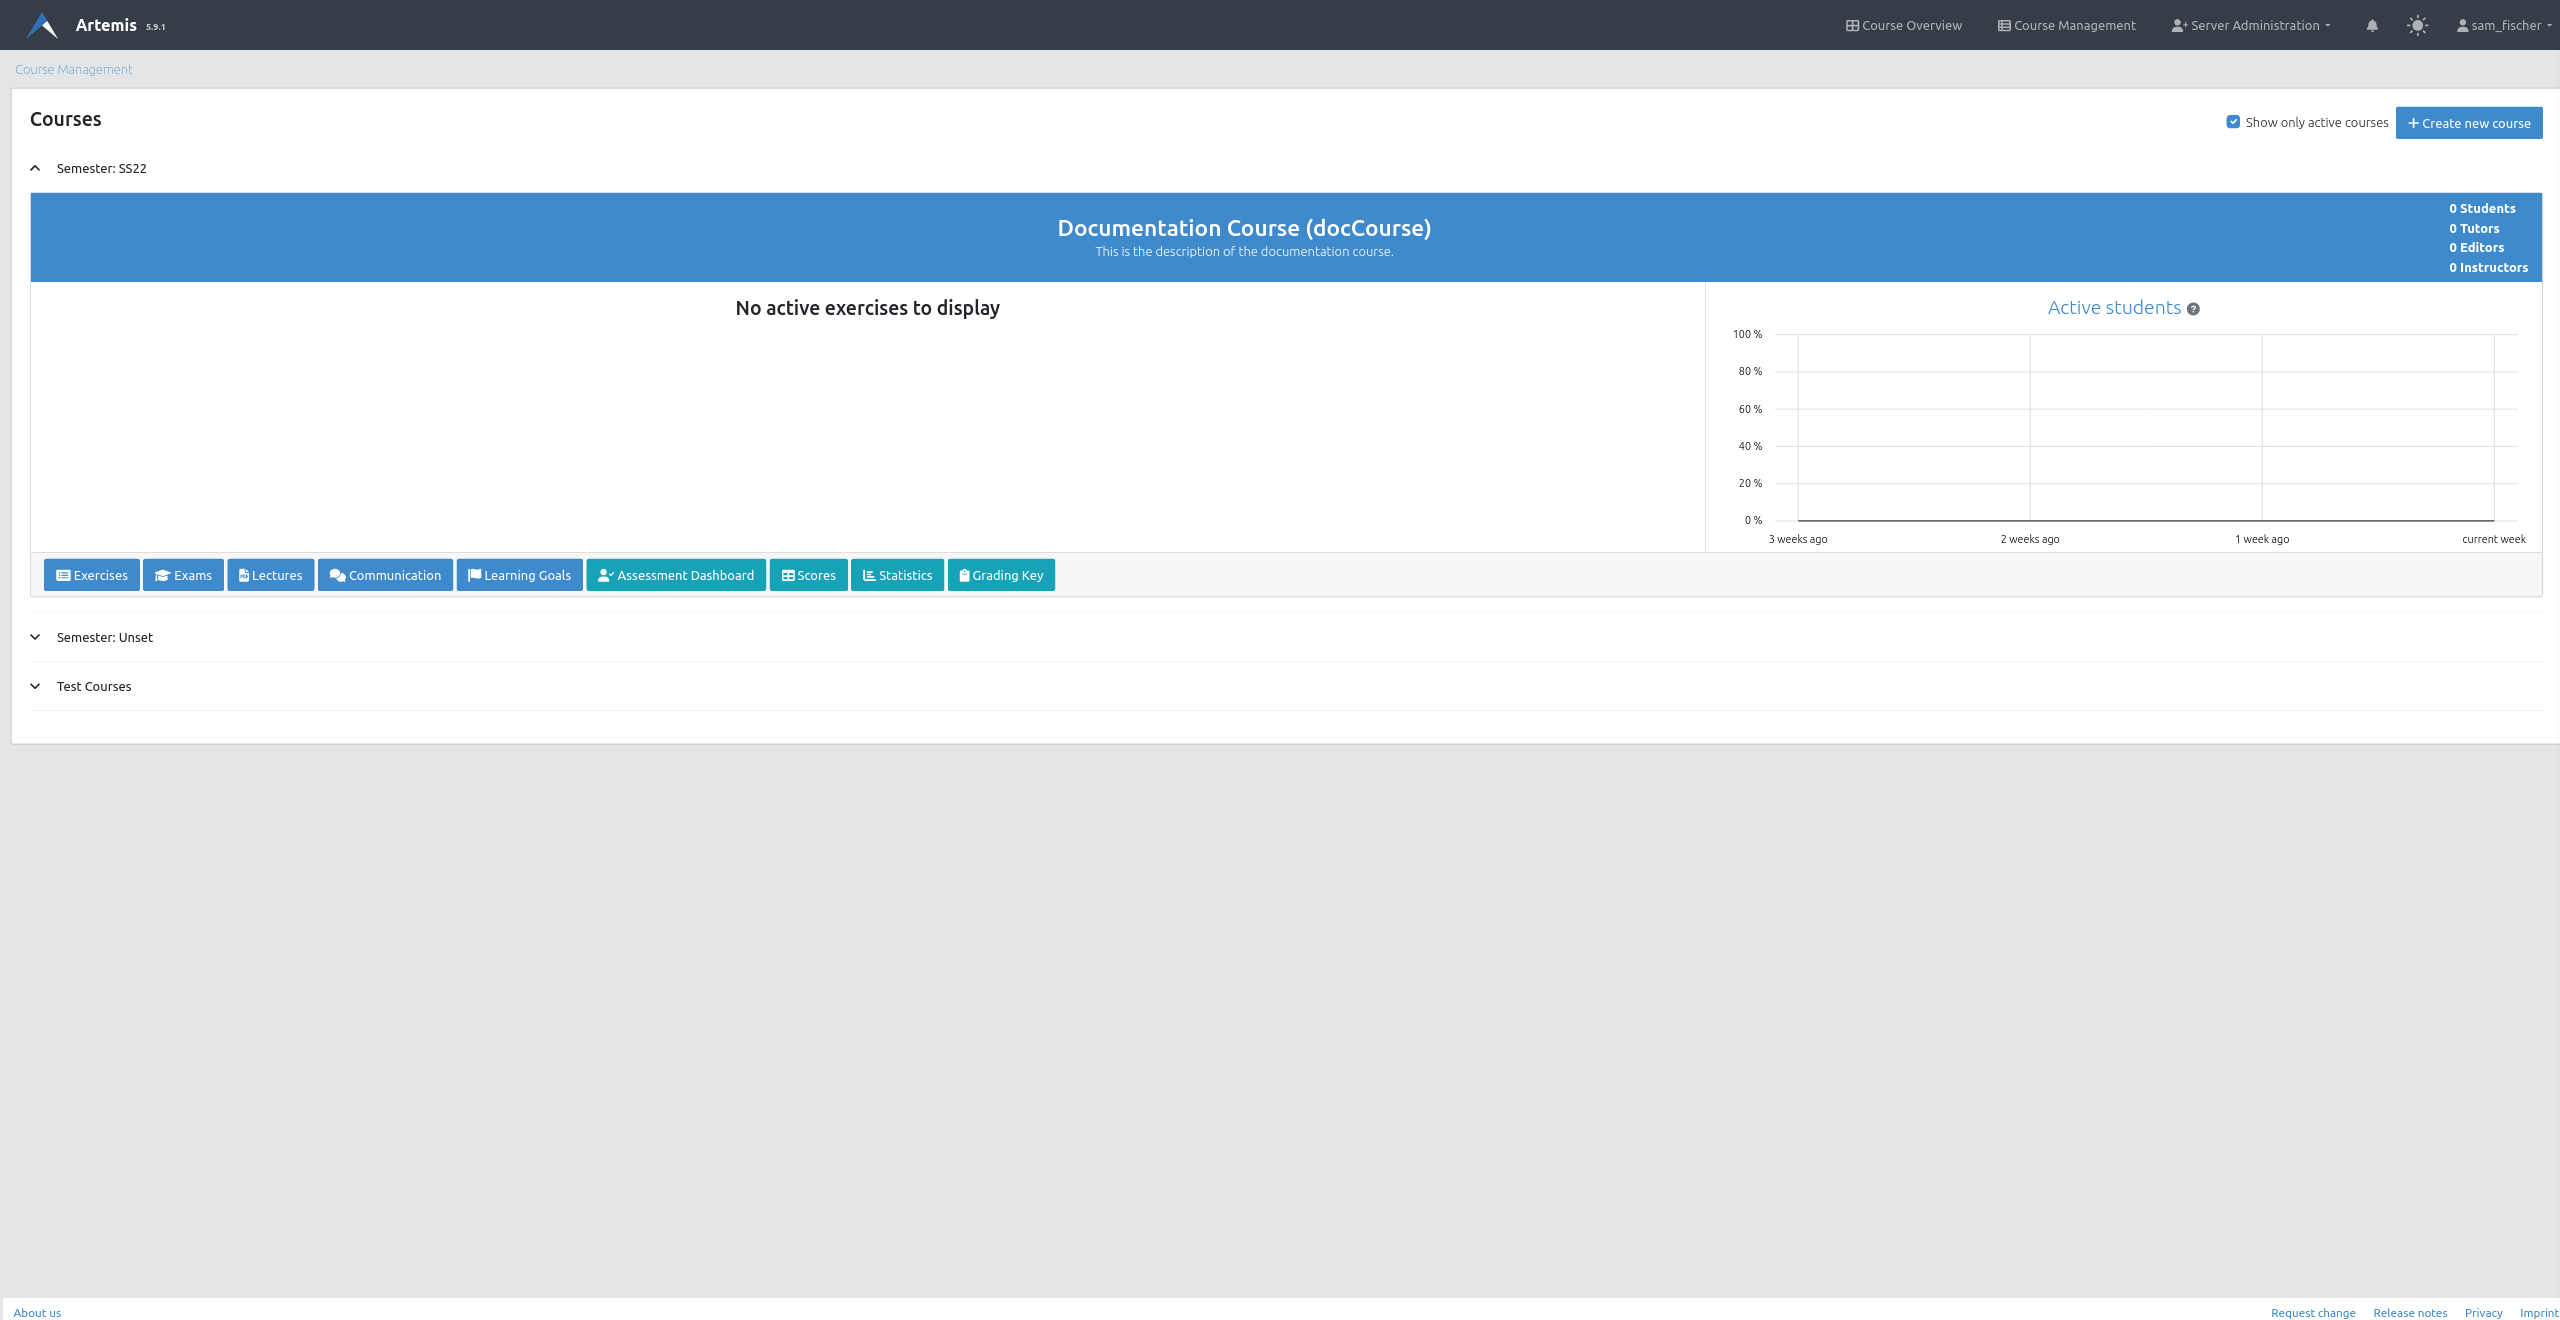 Artemis 5.9.1
Course Overview
Course Management
Server Administration
sam_fischer
Course Management
Courses
Show only active courses
Create new course
Semester: SS22
Documentation Course (docCourse)
This is the description of the documentation course.
0 Students
0 Tutors
0 Editors
0 Instructors
No active exercises to display
Active students
100 %
80 %
60 %
40 %
20 %
0 %
3 weeks ago
2 weeks ago
1 week ago
current week
Exercises
Exams
Lectures
Communication
Learning Goals
Assessment Dashboard
Scores
Statistics
Grading Key
Semester: Unset
Test Courses
About us
Request change
Release notes
Privacy
Imprint